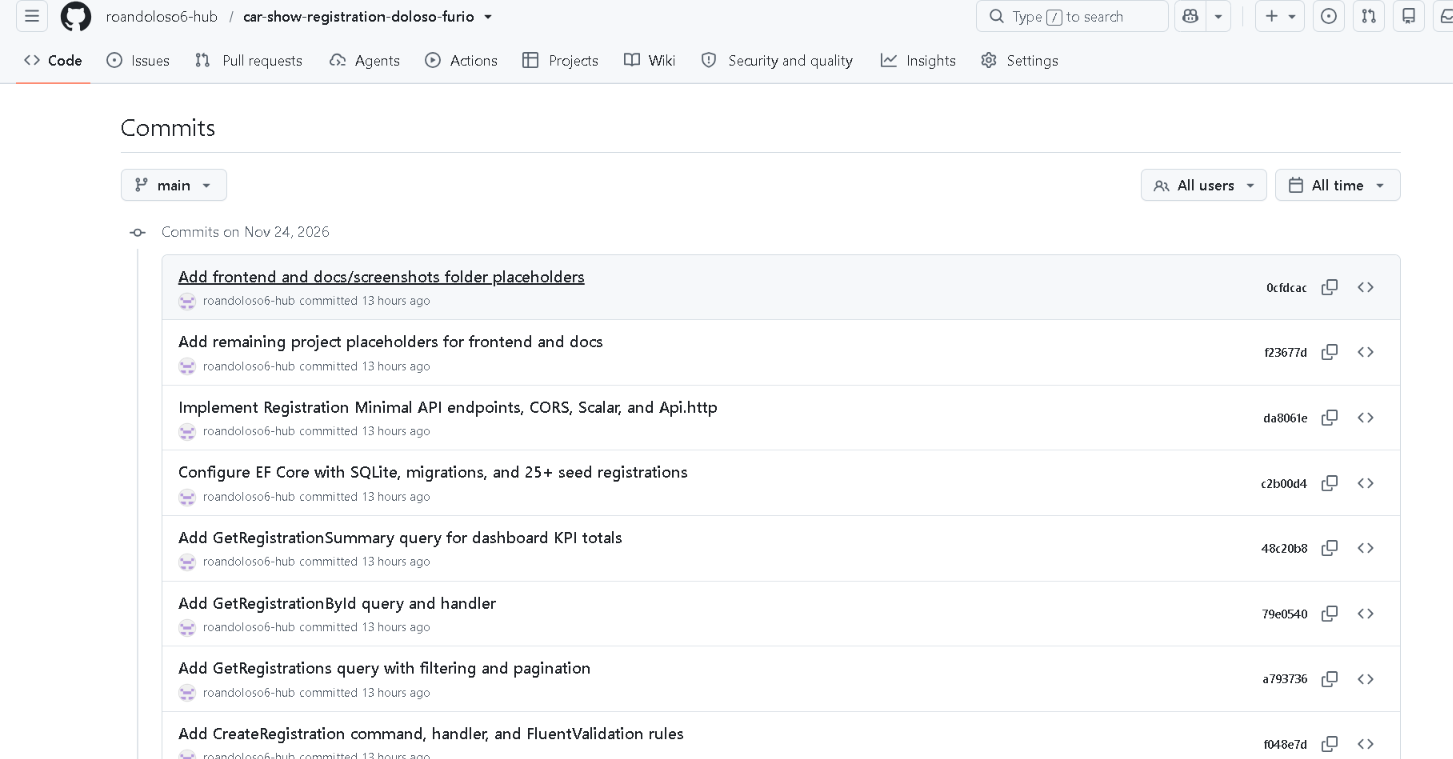 roandoloso6-hub / car-show-registration-doloso-furio
Type / to search
Code Issues Pull requests Agents Actions Projects Wiki Security and quality Insights Settings
Commits
main
All users All time
Commits on Nov 24, 2026
Add frontend and docs/screenshots folder placeholders
roandoloso6-hub committed 13 hours ago
0cfdcac
Add remaining project placeholders for frontend and docs
roandoloso6-hub committed 13 hours ago
f23677d
Implement Registration Minimal API endpoints, CORS, Scalar, and Api.http
roandoloso6-hub committed 13 hours ago
da8061e
Configure EF Core with SQLite, migrations, and 25+ seed registrations
roandoloso6-hub committed 13 hours ago
c2b00d4
Add GetRegistrationSummary query for dashboard KPI totals
roandoloso6-hub committed 13 hours ago
48c20b8
Add GetRegistrationById query and handler
roandoloso6-hub committed 13 hours ago
79e0540
Add GetRegistrations query with filtering and pagination
roandoloso6-hub committed 13 hours ago
a793736
Add CreateRegistration command, handler, and FluentValidation rules
roandoloso6-hub committed 13 hours ago
f048e7d